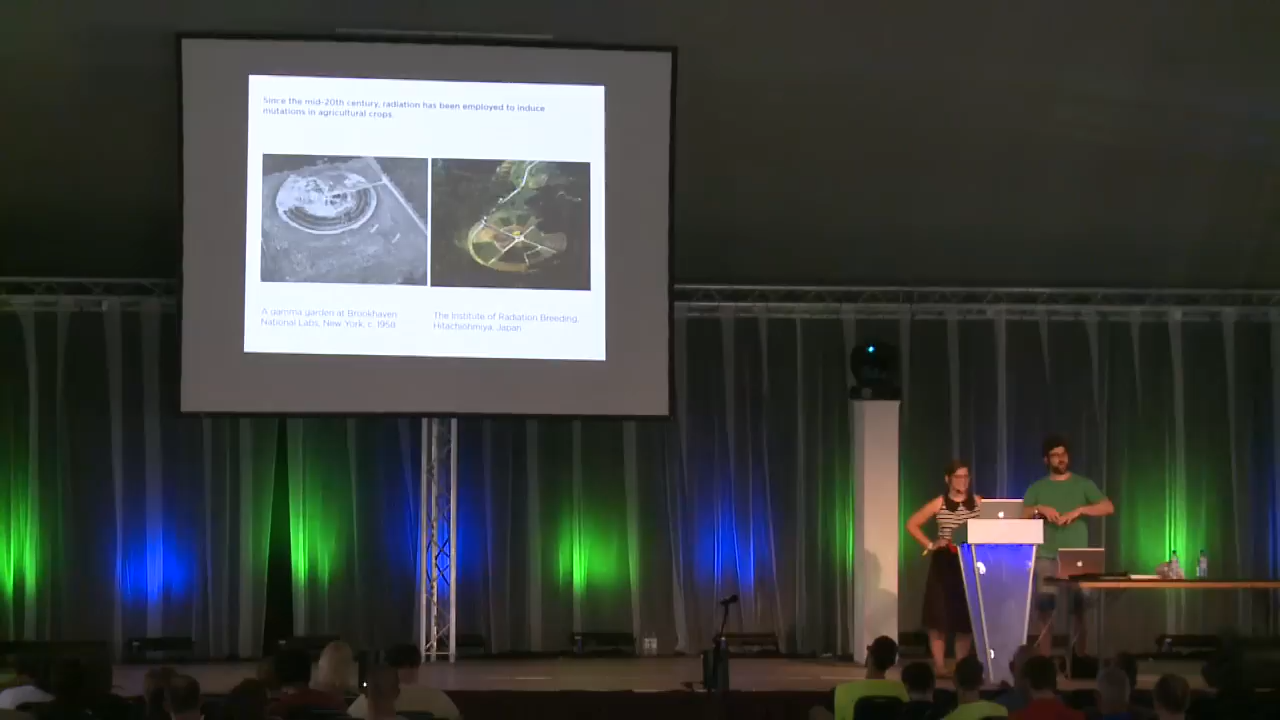 Since the mid-20th century, radiation has been employed to induce
mutations in agricultural crops.
A gamma garden at Brookhaven
National Labs, New York, c. 1958
The Institute of Radiation Breeding,
Hitachiohmiya, Japan